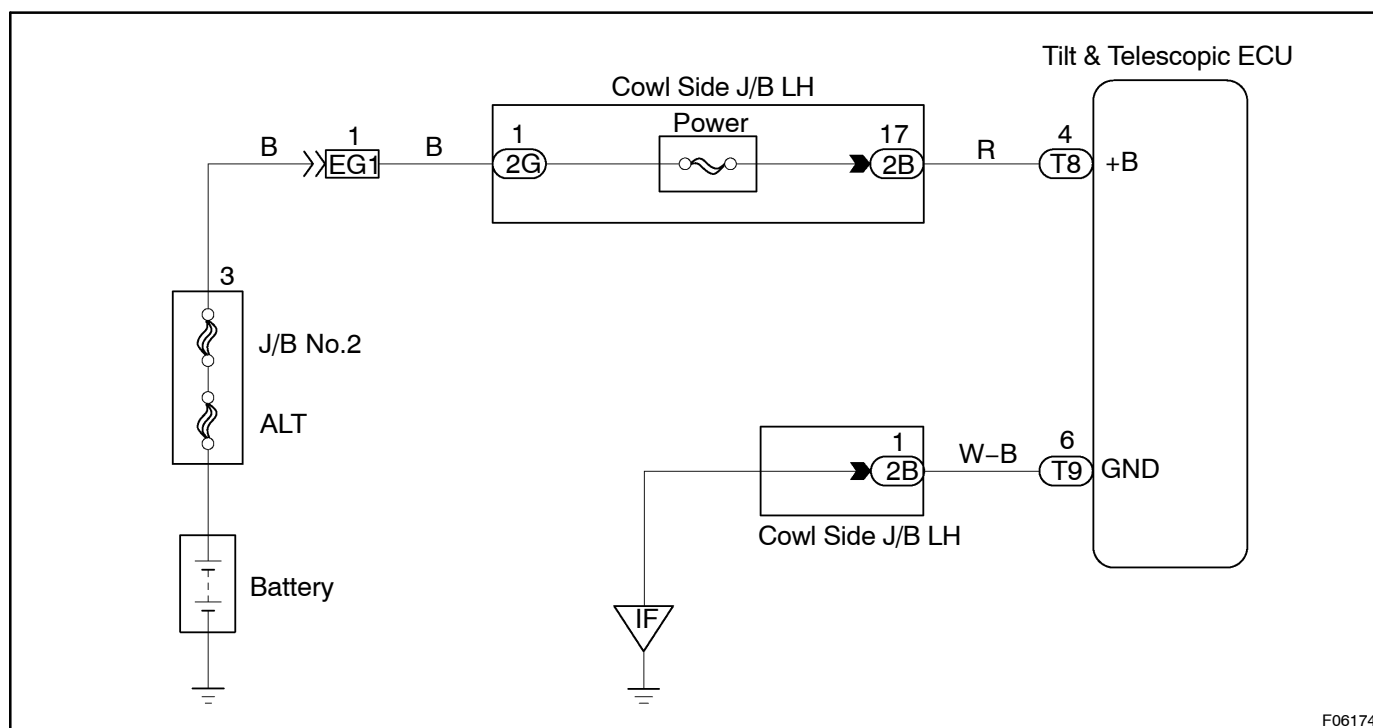 Tilt & Telescopic ECU
Cowl Side J/B LH
Power
B
1
EG1
B
1
2G
17
2B
R
4
T8
+B
3
J/B No.2
ALT
Battery
1
2B
W–B
6
T9
GND
Cowl Side J/B LH
IF
F06174